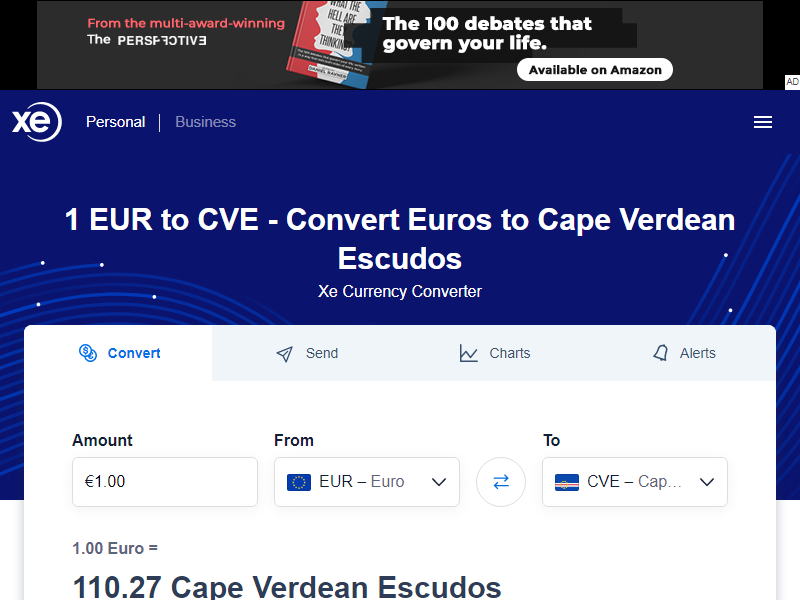 From the multi-award-winning
The PERSPECTIVE
WHAT THE
HELL ARE
THEY
THINKING?
The 100 debates that
govern your life.
Available on Amazon
AD
xe
Personal
Business
1 EUR to CVE - Convert Euros to Cape Verdean
Escudos
Xe Currency Converter
Convert
Send
Charts
Alerts
Amount
From
To
€1.00
EUR – Euro
CVE – Cap...
1.00 Euro =
110.27 Cape Verdean Escudos